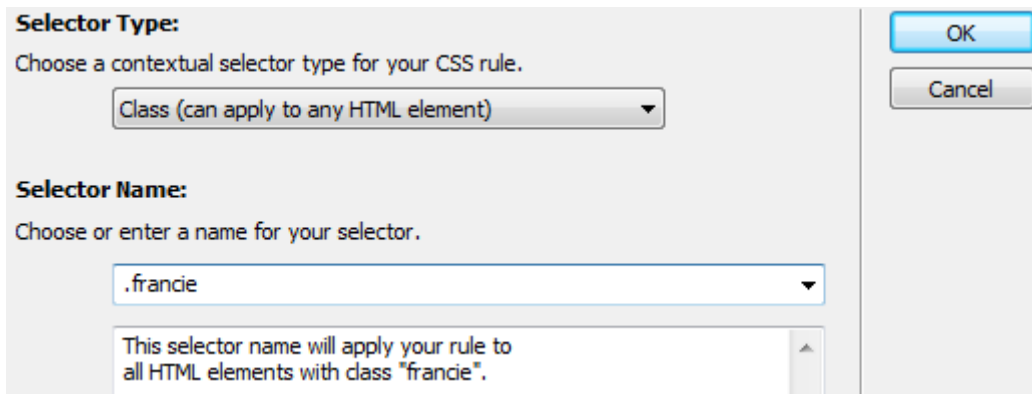 Selector Type:
OK
Choose a contextual selector type for your CSS rule.
Cancel
Class (can apply to any HTML element)
Selector Name:
Choose or enter a name for your selector.
.francie
This selector name will apply your rule to
all HTML elements with class "francie".